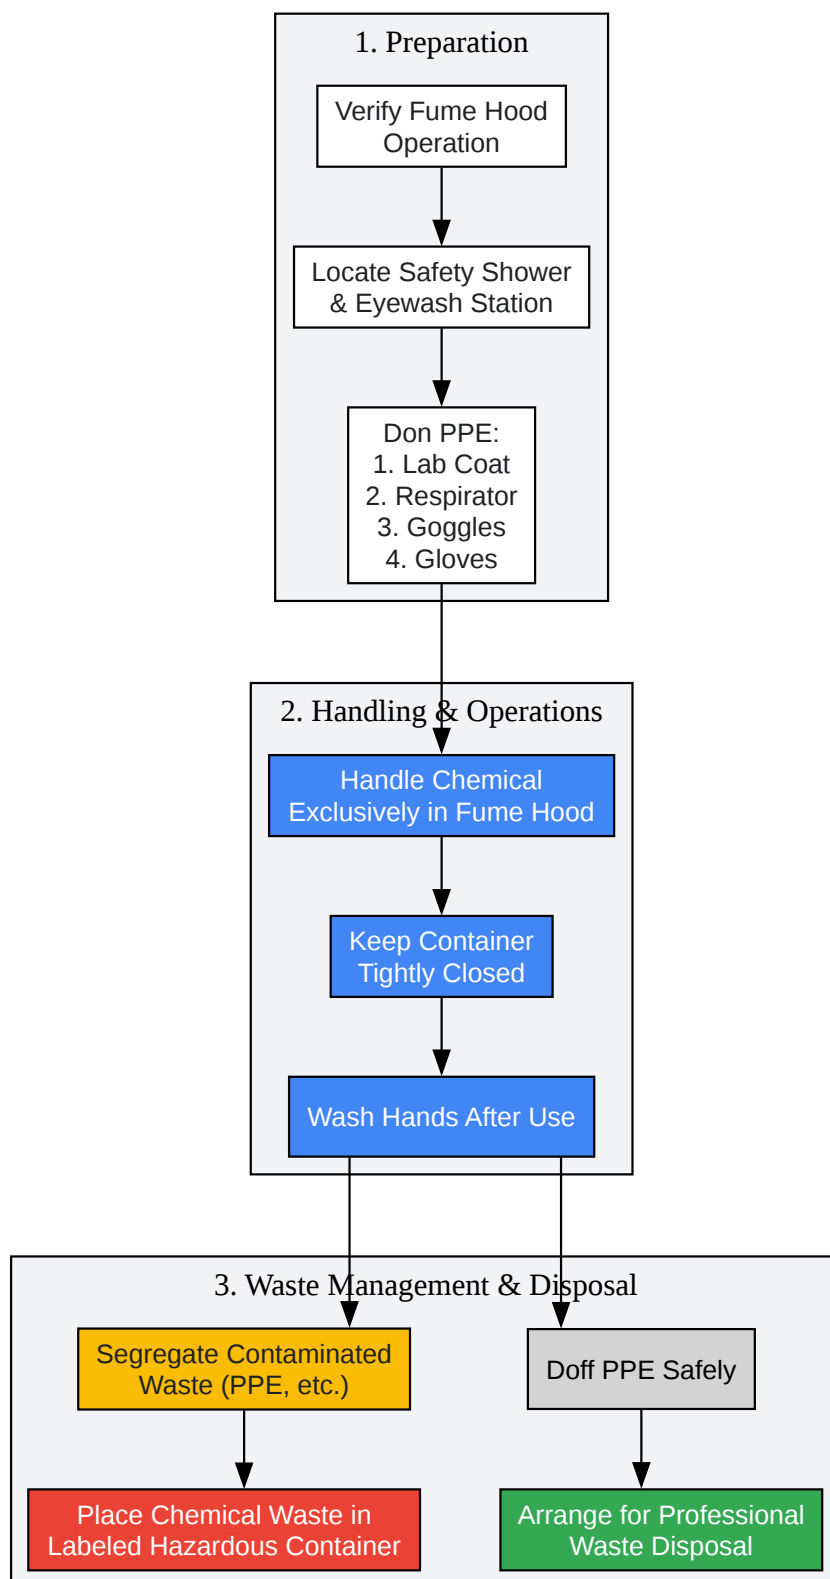 1. Preparation
Verify Fume Hood
Operation
Locate Safety Shower
& Eyewash Station
Don PPE:
1. Lab Coat
2. Respirator
3. Goggles
4. Gloves
2. Handling & Operations
Handle Chemical
Exclusively in Fume Hood
Keep Container
Tightly Closed
Wash Hands After Use
3. Waste Management & Disposal
Segregate Contaminated
Waste (PPE, etc.)
Doff PPE Safely
Place Chemical Waste in
Labeled Hazardous Container
Arrange for Professional
Waste Disposal